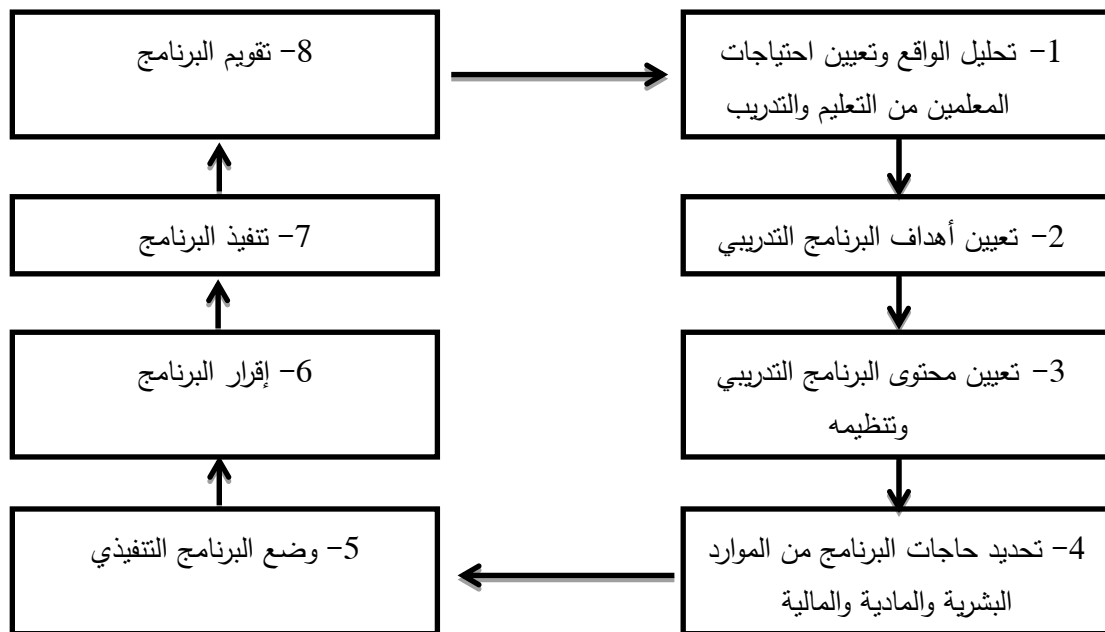 1- تحليل الواقع وتعيين احتياجات
المعلمين من التعليم والتدريب
2- تعيين أهداف البرنامج التدريبي
3- تعيين محتوى البرنامج التدريبي
وتنظيمه
4- تحديد حاجات البرنامج من الموارد
البشرية والمادية والمالية
5- وضع البرنامج التنفيذي
6- إقرار البرنامج
7- تنفيذ البرنامج
8- تقويم البرنامج